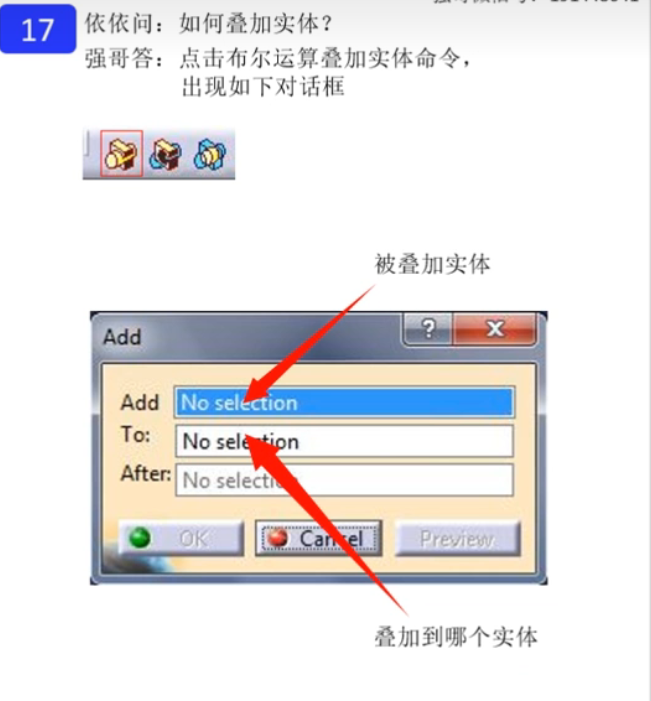 17
依依问：如何叠加实体？
强哥答：点击布尔运算叠加实体命令，
出现如下对话框
被叠加实体
Add
Add No selection
To: No selection
After: No selection
OK Cancel Preview
叠加到哪个实体